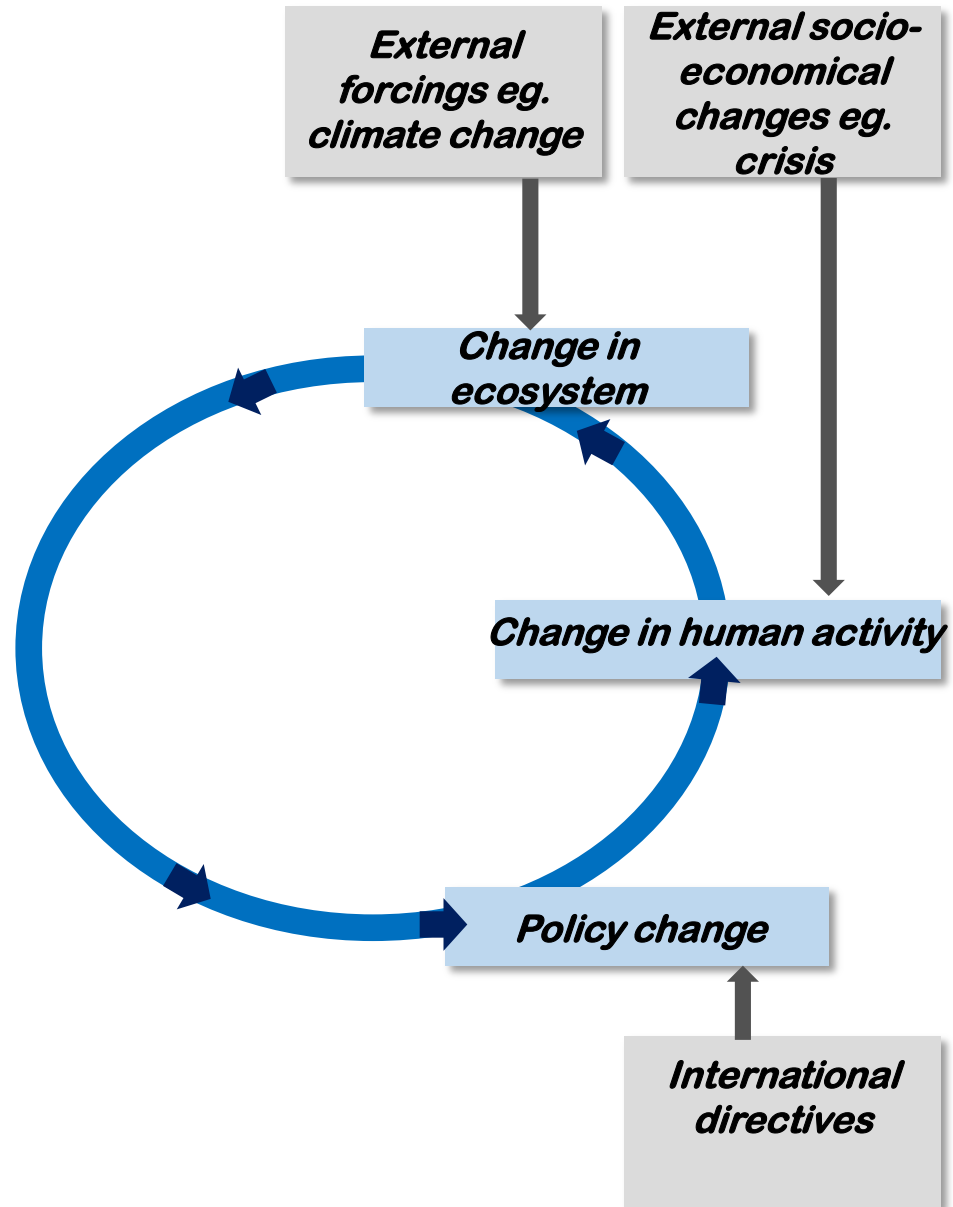 External
forcings eg.
climate change
External socio-
economical
changes eg.
crisis
Change in
ecosystem
Change in human activity
Policy change
International
directives